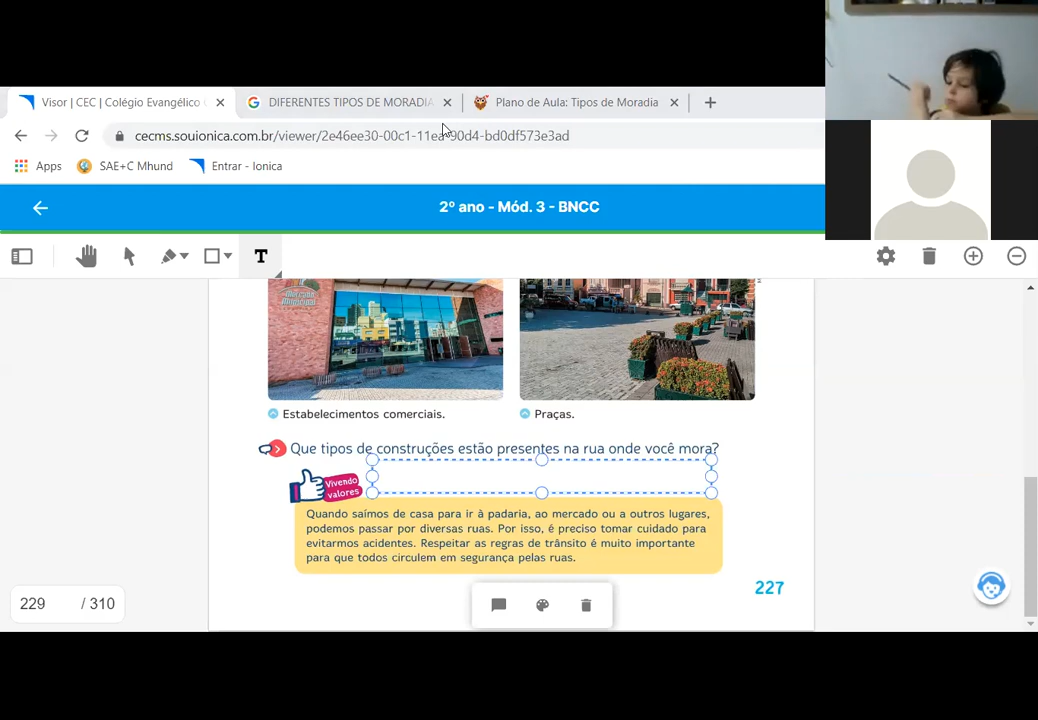 Visor | CEC | Colégio Evangélico
DIFERENTES TIPOS DE MORADIA
Plano de Aula: Tipos de Moradia
cecms.souionica.com.br/viewer/2e46ee30-00c1-11ea-90d4-bd0df573e3ad
Apps
SAE+C Mhund
Entrar - Ionica
2º ano - Mód. 3 - BNCC
T
Mercado
Municipal
Estabelecimentos comerciais.
Praças.
Que tipos de construções estão presentes na rua onde você mora?
Vivendo
valores
Quando saímos de casa para ir à padaria, ao mercado ou a outros lugares,
podemos passar por diversas ruas. Por isso, é preciso tomar cuidado para
evitarmos acidentes. Respeitar as regras de trânsito é muito importante
para que todos circulem em segurança pelas ruas.
227
229 / 310